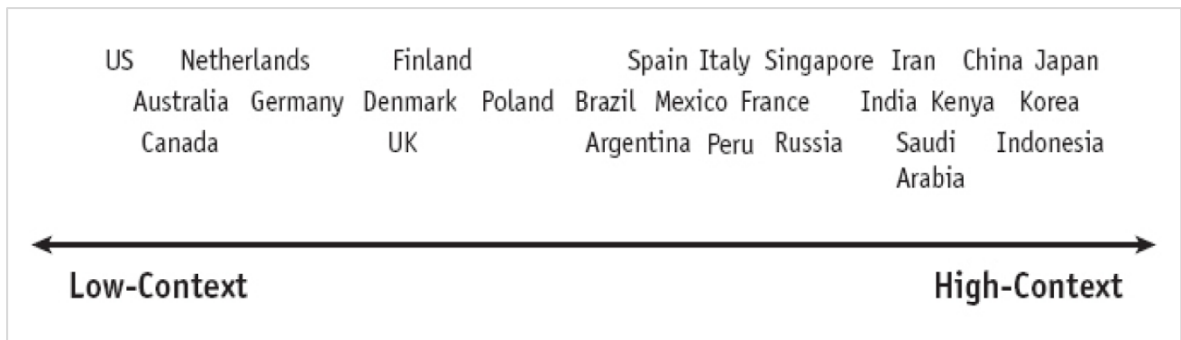 US Netherlands Finland Spain Italy Singapore Iran China Japan
Australia Germany Denmark Poland Brazil Mexico France India Kenya Korea
Canada UK Argentina Peru Russia Saudi Indonesia
Arabia
Low-Context High-Context